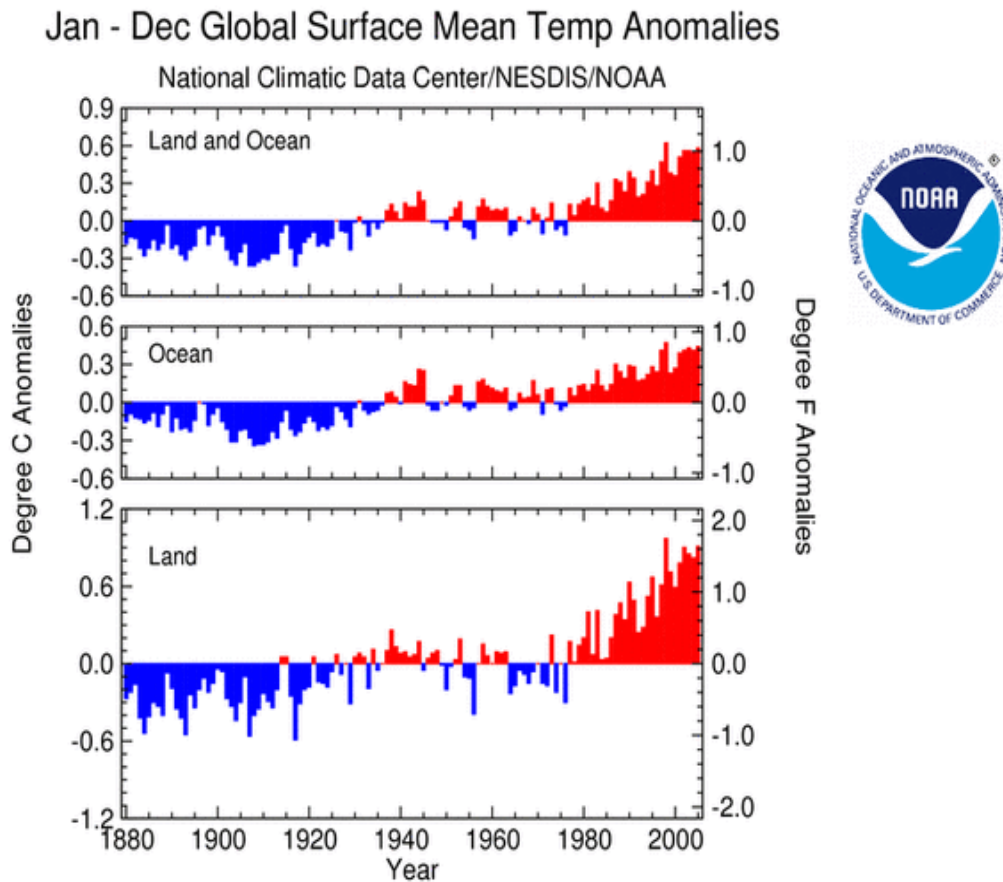 Jan - Dec Global Surface Mean Temp Anomalies
National Climatic Data Center/NESDIS/NOAA
Degree C Anomalies
Degree F Anomalies
Land and Ocean
0.9
0.6
0.3
0.0
-0.3
-0.6
1.0
0.0
-1.0
Ocean
0.6
0.3
0.0
-0.3
-0.6
1.0
0.0
-1.0
Land
1.2
0.6
0.0
-0.6
-1.2
2.0
1.0
0.0
-1.0
-2.0
1880 1900 1920 1940 1960 1980 2000
Year
NATIONAL OCEANIC AND ATMOSPHERIC
NOAA
U.S. DEPARTMENT OF COMMERCE
®